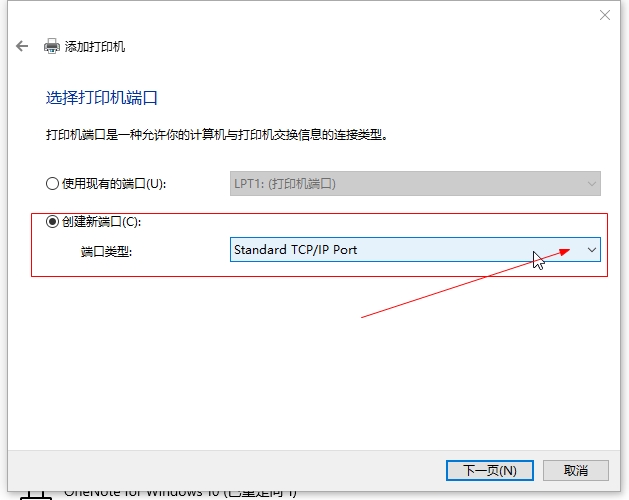 添加打印机
选择打印机端口
打印机端口是一种允许你的计算机与打印机交换信息的连接类型。
使用现有的端口(U): LPT1: (打印机端口)
创建新端口(C):
端口类型: Standard TCP/IP Port
下一页(N) 取消
OneNote for Windows 10 (已重定向 1)